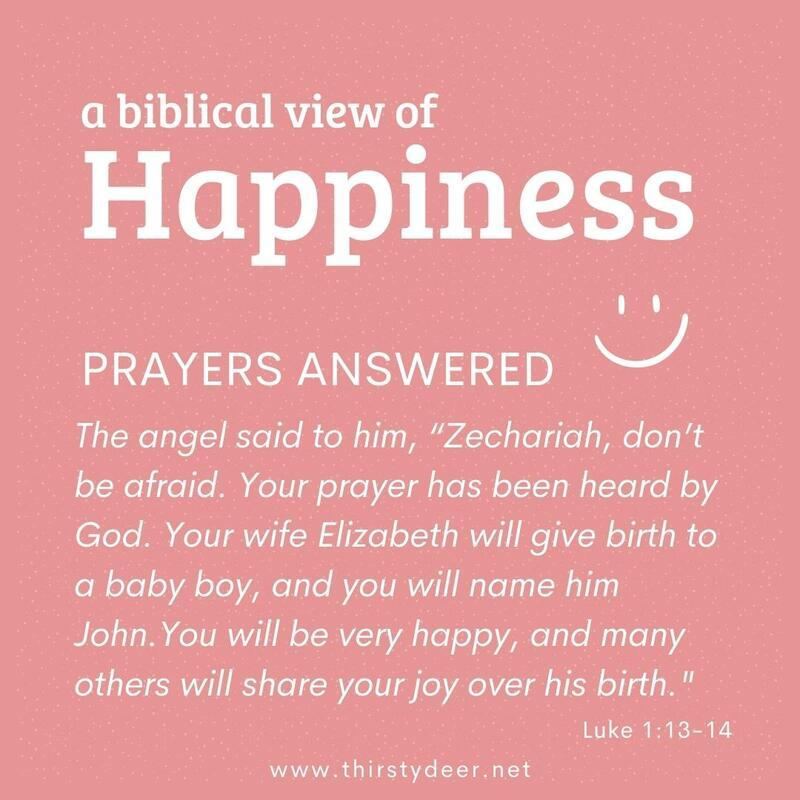 a biblical view of
Happiness
PRAYERS ANSWERED
The angel said to him, “Zechariah, don’t
be afraid. Your prayer has been heard by
God. Your wife Elizabeth will give birth to
a baby boy, and you will name him
John.You will be very happy, and many
others will share your joy over his birth."
Luke 1:13-14
www.thirstydeer.net